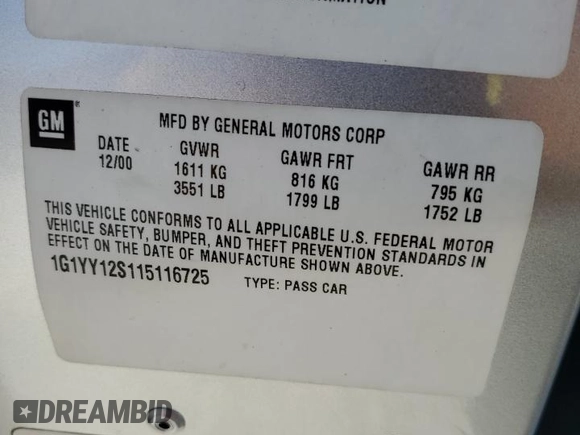 GM
MFD BY GENERAL MOTORS CORP
DATE GVWR GAWR FRT GAWR RR
12/00 1611 KG 816 KG 795 KG
3551 LB 1799 LB 1752 LB
THIS VEHICLE CONFORMS TO ALL APPLICABLE U.S. FEDERAL MOTOR
VEHICLE SAFETY, BUMPER, AND THEFT PREVENTION STANDARDS IN
EFFECT ON THE DATE OF MANUFACTURE SHOWN ABOVE.
1G1YY12S115116725 TYPE: PASS CAR
DREAMBID